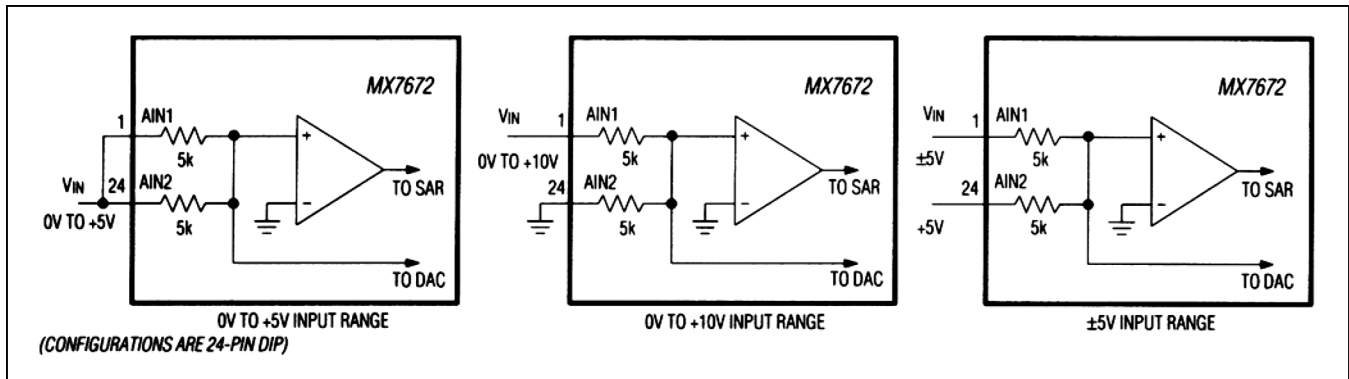 MX7672
1
AIN1
5k
VIN
24
AIN2
0V TO +5V
5k
+
−
TO SAR
TO DAC
0V TO +5V INPUT RANGE
(CONFIGURATIONS ARE 24-PIN DIP)
MX7672
VIN
1
AIN1
0V TO +10V
5k
24
AIN2
5k
+
−
TO SAR
TO DAC
0V TO +10V INPUT RANGE
MX7672
VIN
1
AIN1
±5V
5k
24
AIN2
+5V
5k
+
−
TO SAR
TO DAC
±5V INPUT RANGE